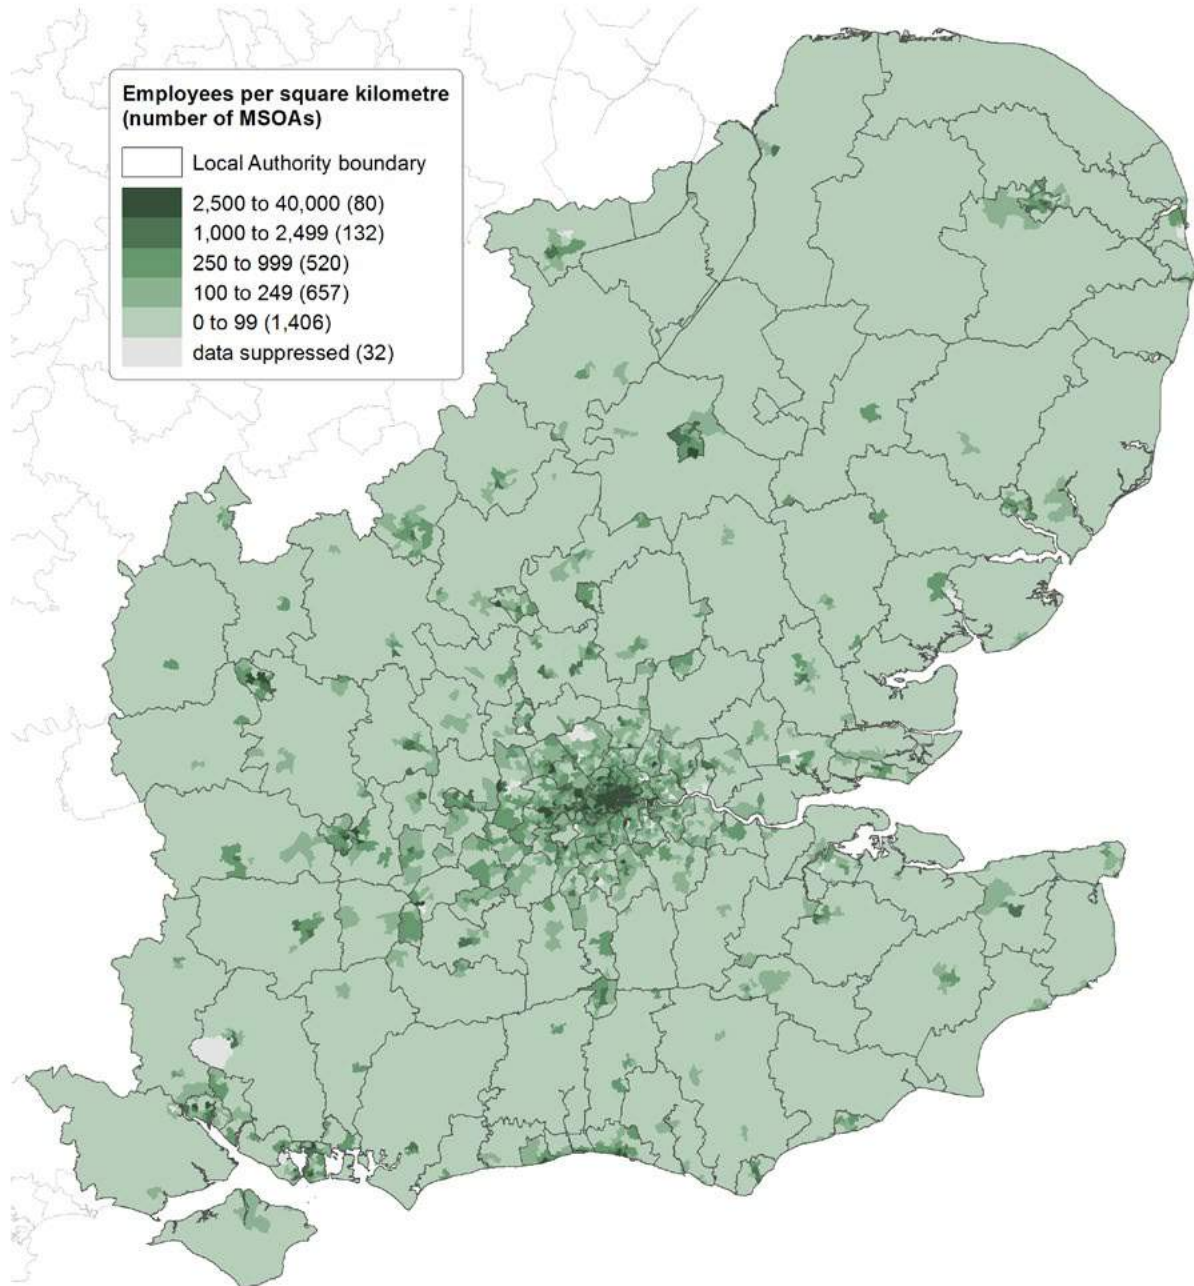 Employees per square kilometre
(number of MSOAs)
Local Authority boundary
2,500 to 40,000 (80)
1,000 to 2,499 (132)
250 to 999 (520)
100 to 249 (657)
0 to 99 (1,406)
data suppressed (32)